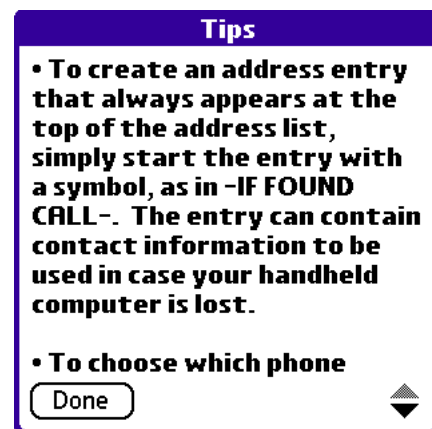 Tips
• To create an address entry
that always appears at the
top of the address list,
simply start the entry with
a symbol, as in -IF FOUND
CALL-.  The entry can contain
contact information to be
used in case your handheld
computer is lost.
• To choose which phone
Done